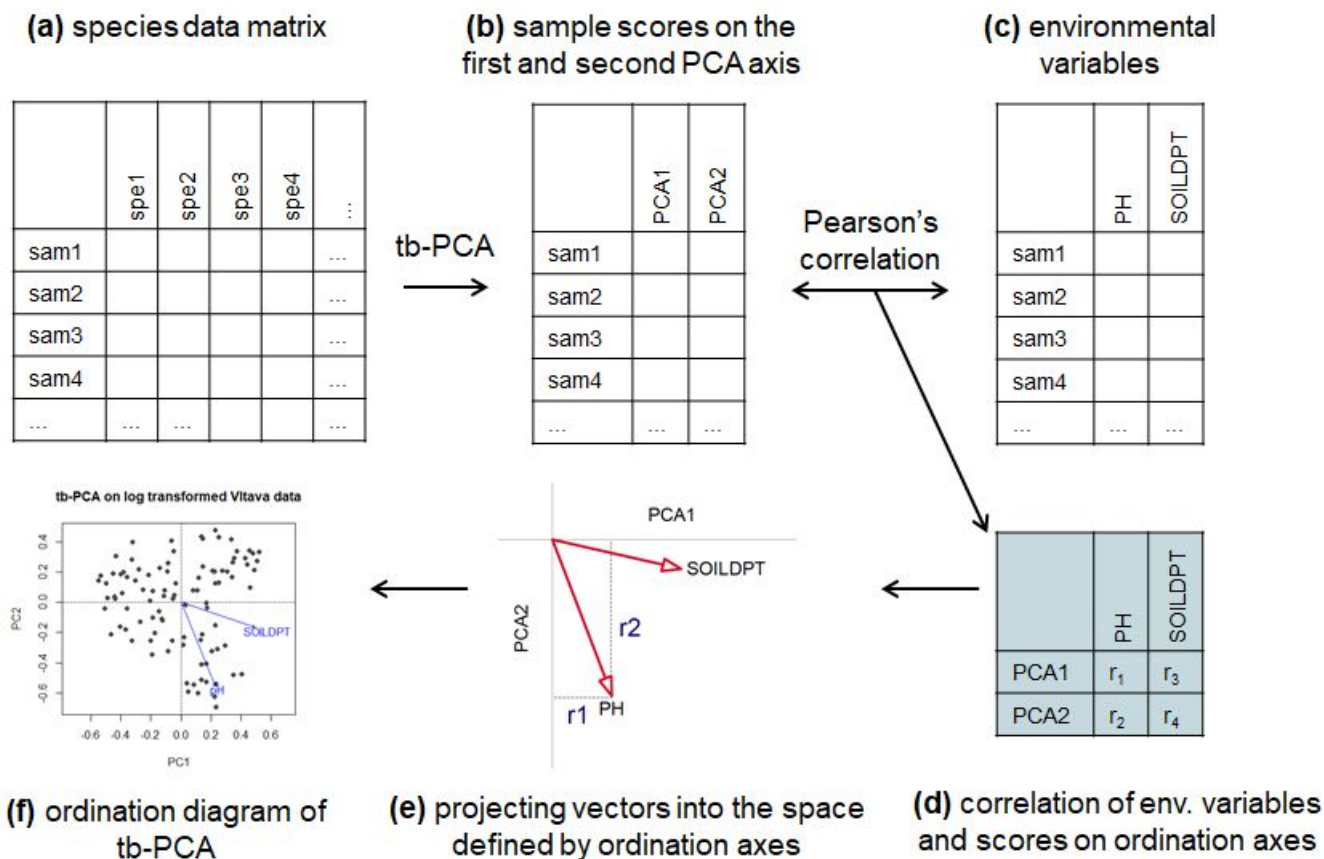 (a) species data matrix
spe1 spe2 spe3 spe4 ...
sam1 ...
sam2 ...
sam3 ...
sam4 ...
... ... ... ...
tb-PCA
(b) sample scores on the
first and second PCA axis
PCA1 PCA2
sam1
sam2
sam3
sam4
... ... ...
Pearson's
correlation
(c) environmental
variables
PH SOILDPT
sam1
sam2
sam3
sam4
... ... ...
PH SOILDPT
PCA1 r1 r3
PCA2 r2 r4
(d) correlation of env. variables
and scores on ordination axes
PCA1
SOILDPT
PCA2
r2
r1
PH
(e) projecting vectors into the space
defined by ordination axes
tb-PCA on log transformed Vltava data
PC2
0.4
0.2
0.0
-0.2
-0.4
-0.6
SOILDPT
pH
-0.6 -0.4 -0.2 0.0 0.2 0.4 0.6
PC1
(f) ordination diagram of
tb-PCA